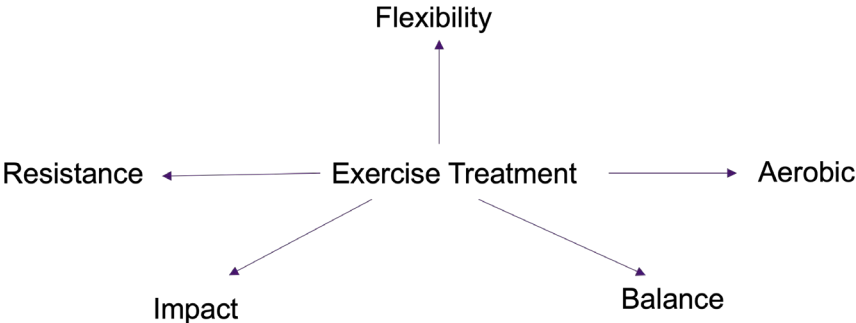 Flexibility
Resistance
Exercise Treatment
Aerobic
Impact
Balance